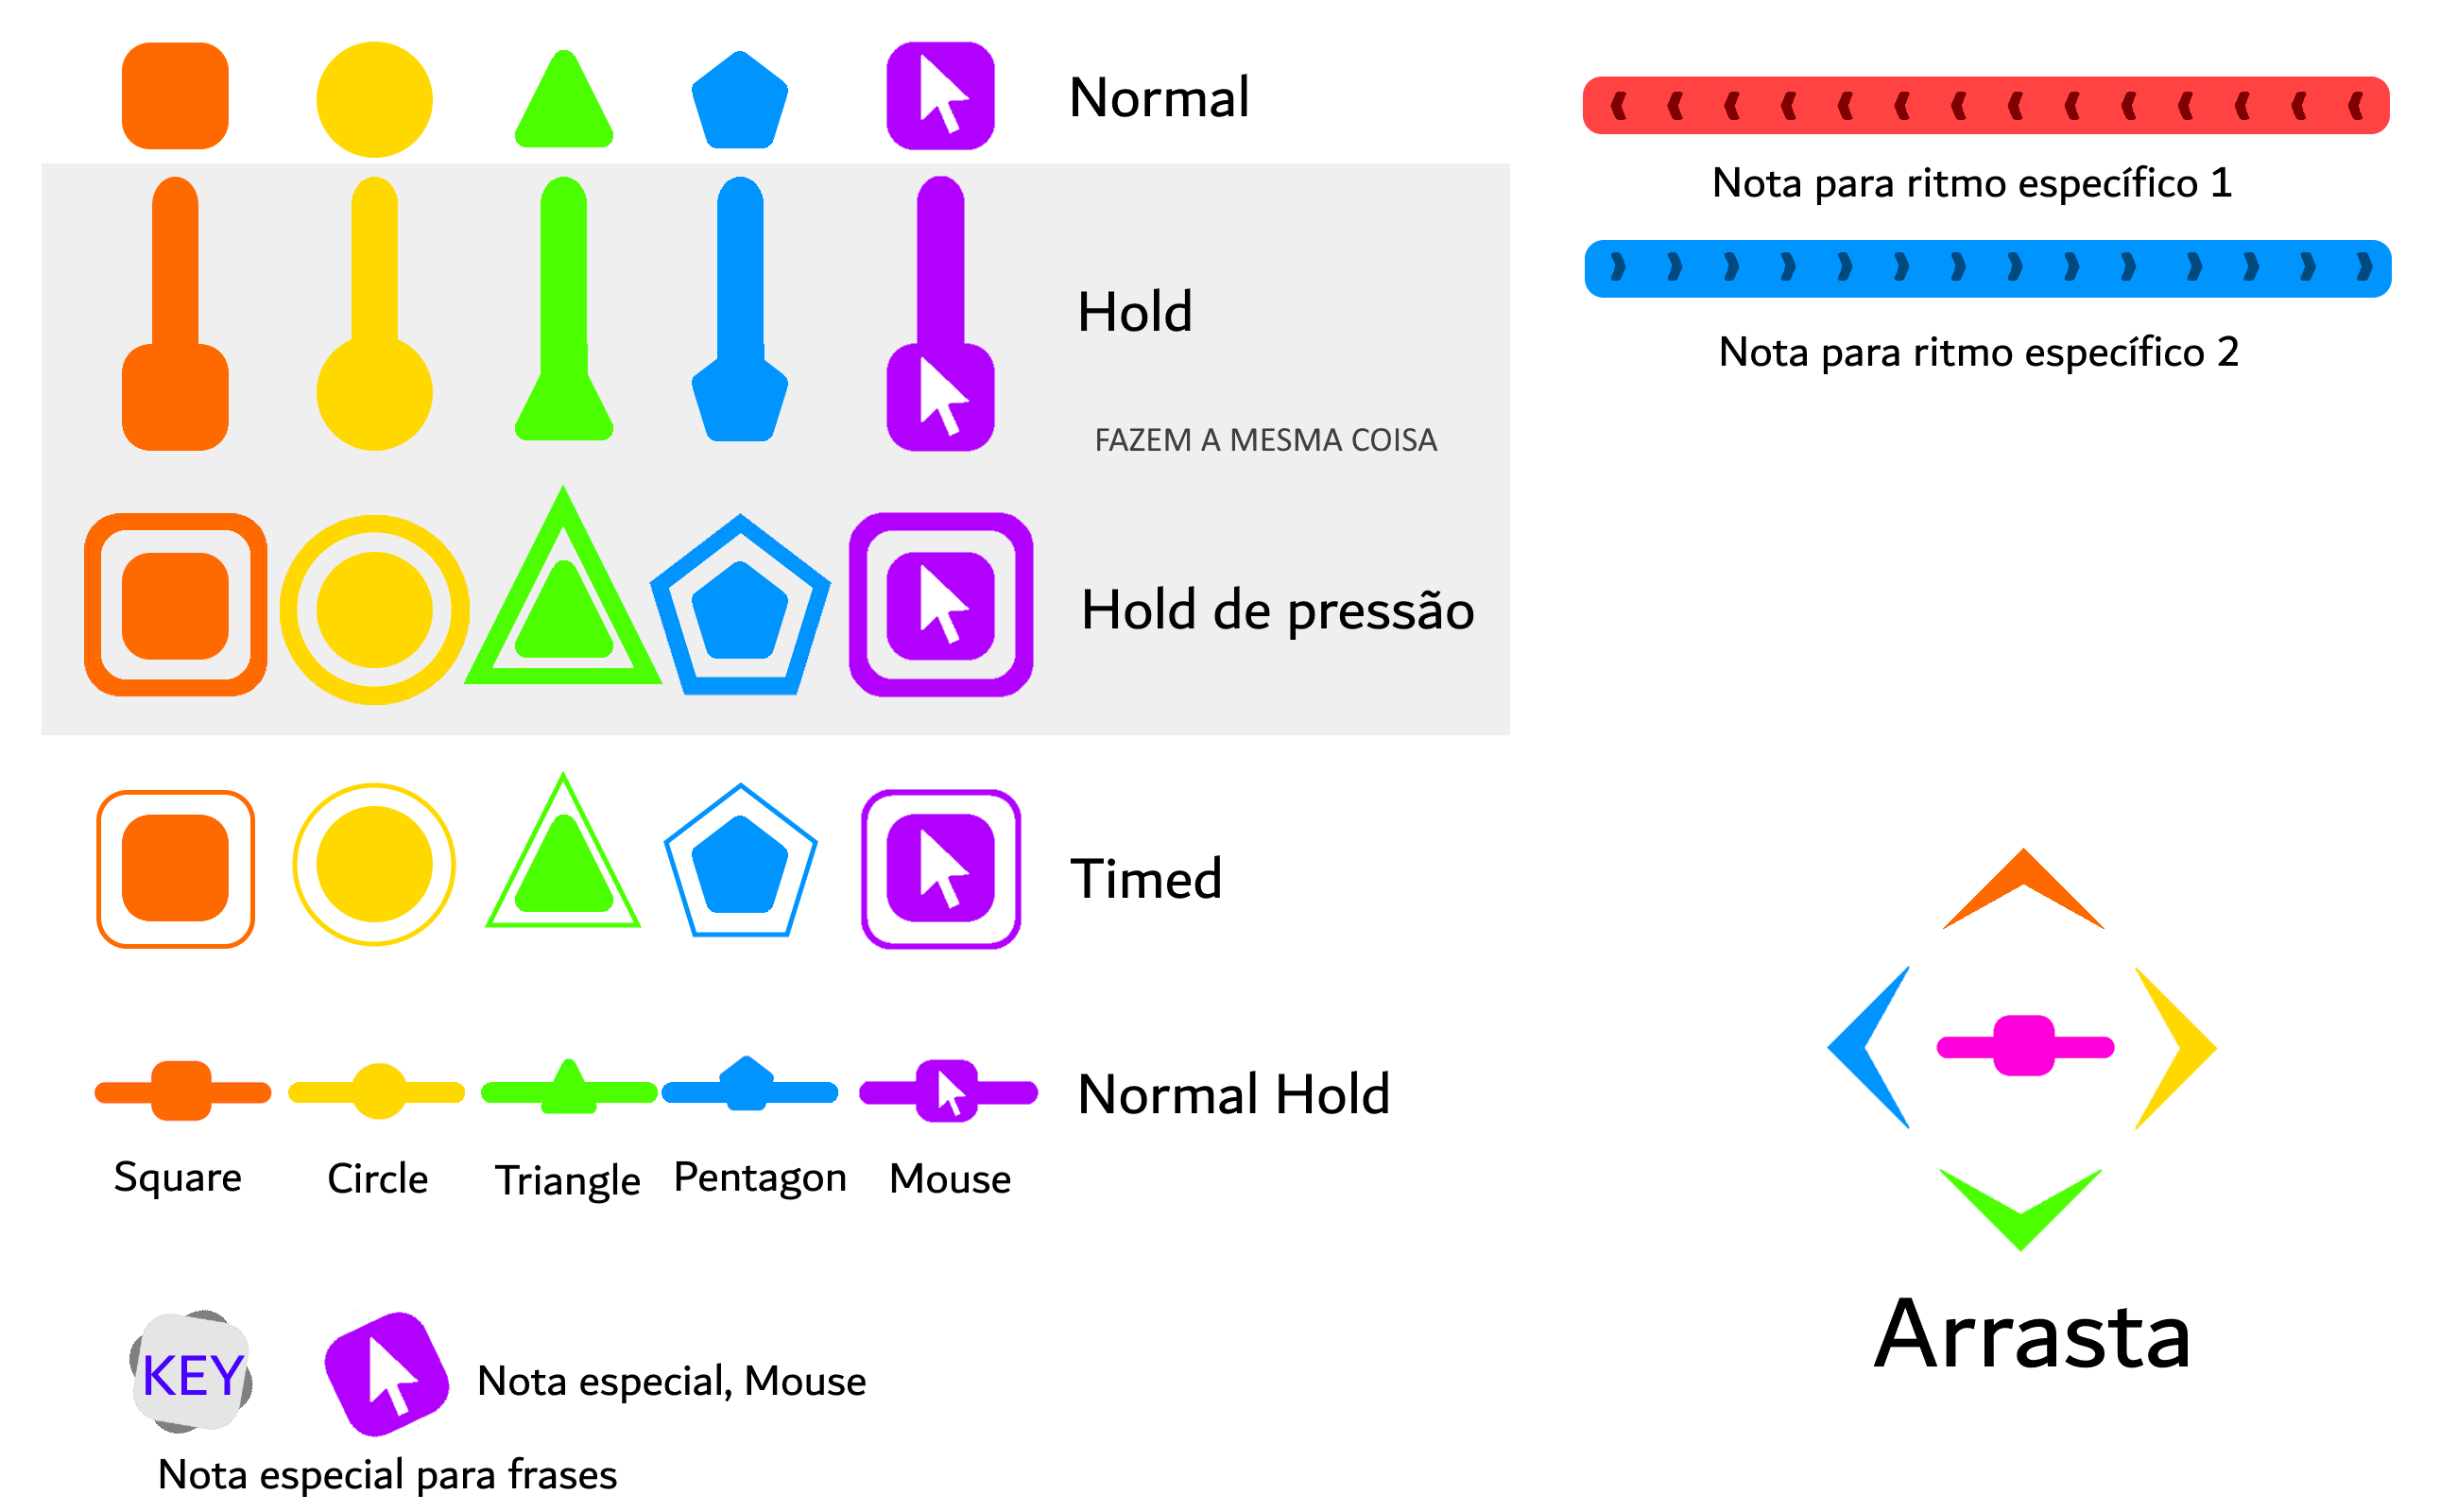 Normal
Nota para ritmo específico 1
Hold
Nota para ritmo específico 2
FAZEM A MESMA COISA
Hold de pressão
Timed
Normal Hold
Square
Circle
Triangle
Pentagon
Mouse
Arrasta
KEY
Nota especial, Mouse
Nota especial para frases